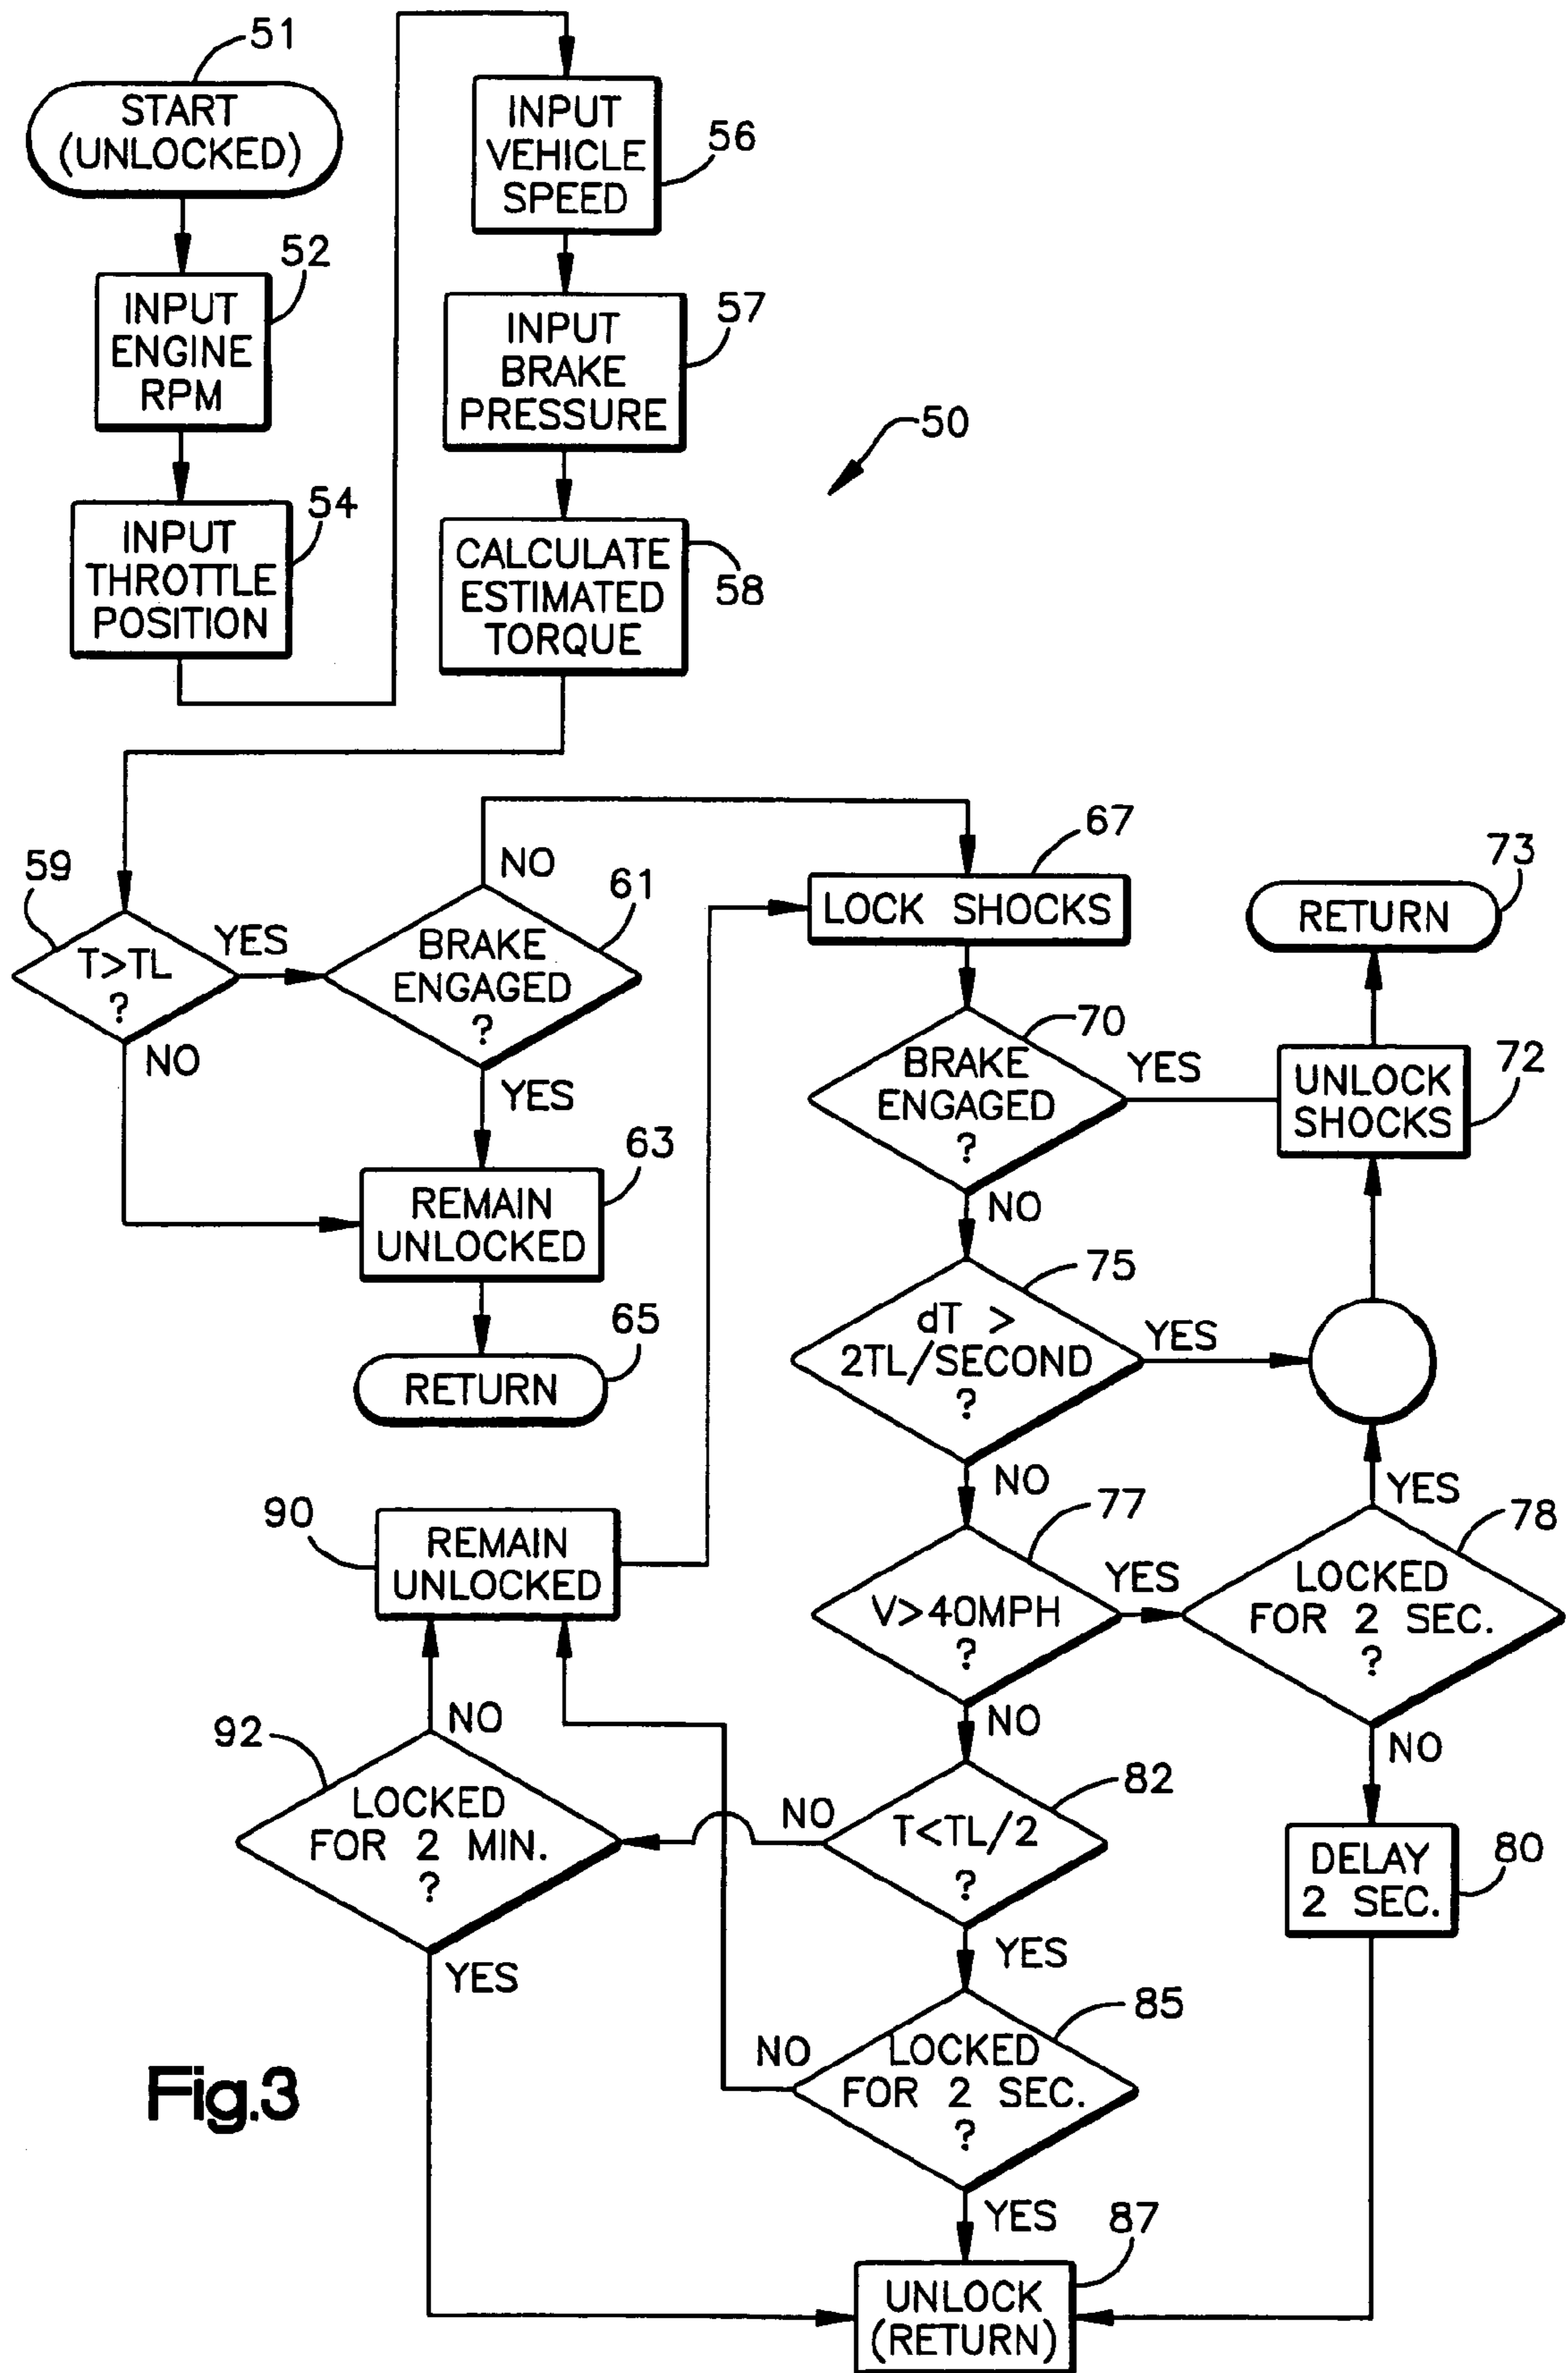 51
START
(UNLOCKED)
52
INPUT
ENGINE
RPM
54
INPUT
THROTTLE
POSITION
INPUT
VEHICLE
SPEED
56
INPUT
BRAKE
PRESSURE
57
CALCULATE
ESTIMATED
TORQUE
58
50
59
T>TL
?
YES
NO
61
BRAKE
ENGAGED
?
NO
YES
63
REMAIN
UNLOCKED
65
RETURN
67
LOCK SHOCKS
73
RETURN
70
BRAKE
ENGAGED
?
YES
NO
72
UNLOCK
SHOCKS
75
dT >
2TL/SECOND
?
YES
NO
77
V>40MPH
?
YES
NO
78
LOCKED
FOR 2 SEC.
?
YES
NO
80
DELAY
2 SEC.
82
T<TL/2
?
NO
YES
85
LOCKED
FOR 2 SEC.
?
NO
YES
87
UNLOCK
(RETURN)
90
REMAIN
UNLOCKED
92
LOCKED
FOR 2 MIN.
?
NO
YES
Fig.3